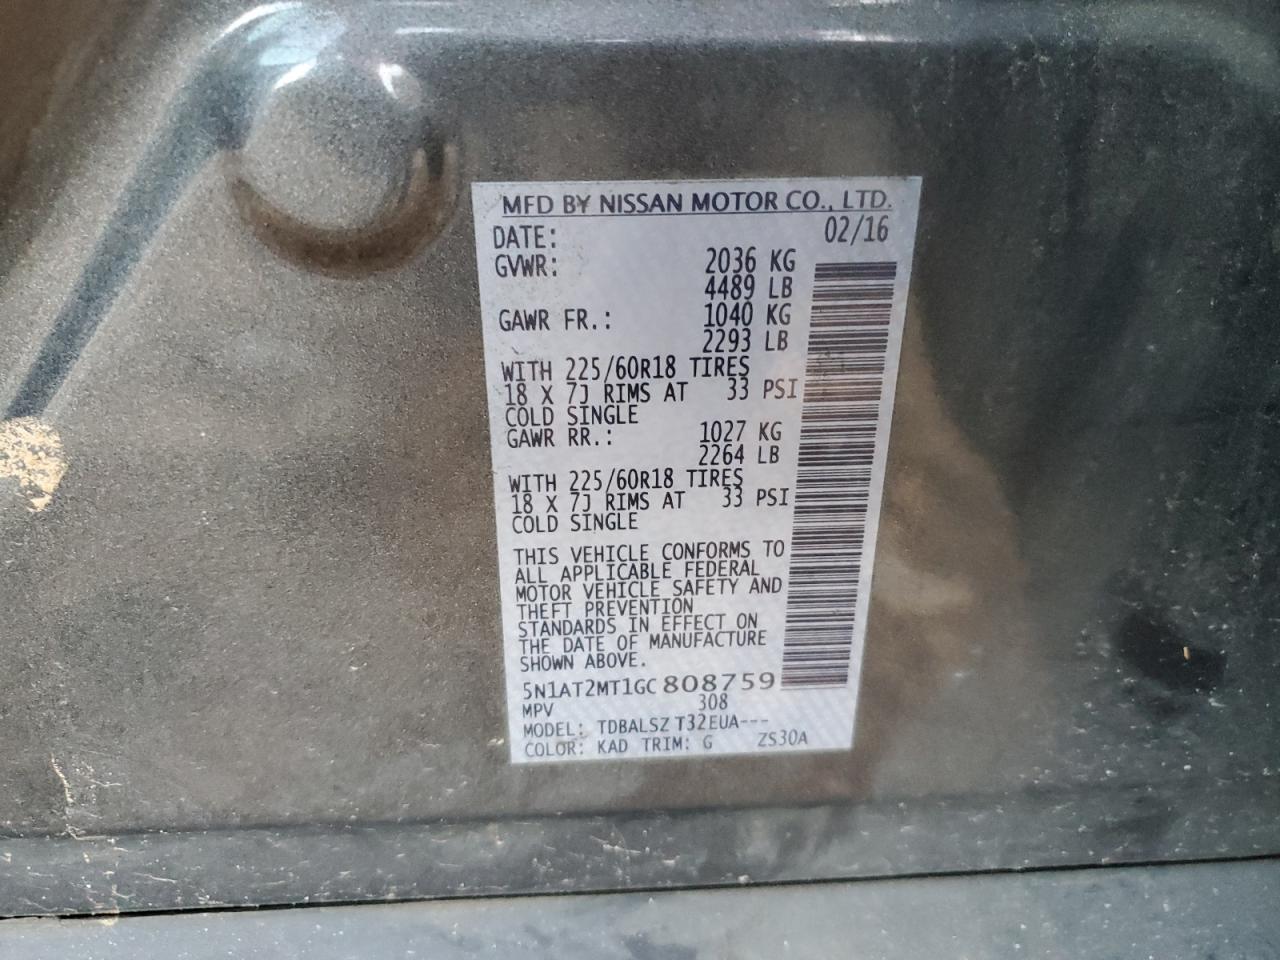 MFD BY NISSAN MOTOR CO., LTD.
DATE: 02/16
GVWR: 2036 KG
4489 LB
GAWR FR.: 1040 KG
2293 LB
WITH 225/60R18 TIRES
18 X 7J RIMS AT 33 PSI
COLD SINGLE
GAWR RR.: 1027 KG
2264 LB
WITH 225/60R18 TIRES
18 X 7J RIMS AT 33 PSI
COLD SINGLE
THIS VEHICLE CONFORMS TO
ALL APPLICABLE FEDERAL
MOTOR VEHICLE SAFETY AND
THEFT PREVENTION
STANDARDS IN EFFECT ON
THE DATE OF MANUFACTURE
SHOWN ABOVE.
5N1AT2MT1GC808759
MPV 308
MODEL: TDBALSZ T32EUA---
COLOR: KAD TRIM: G ZS30A